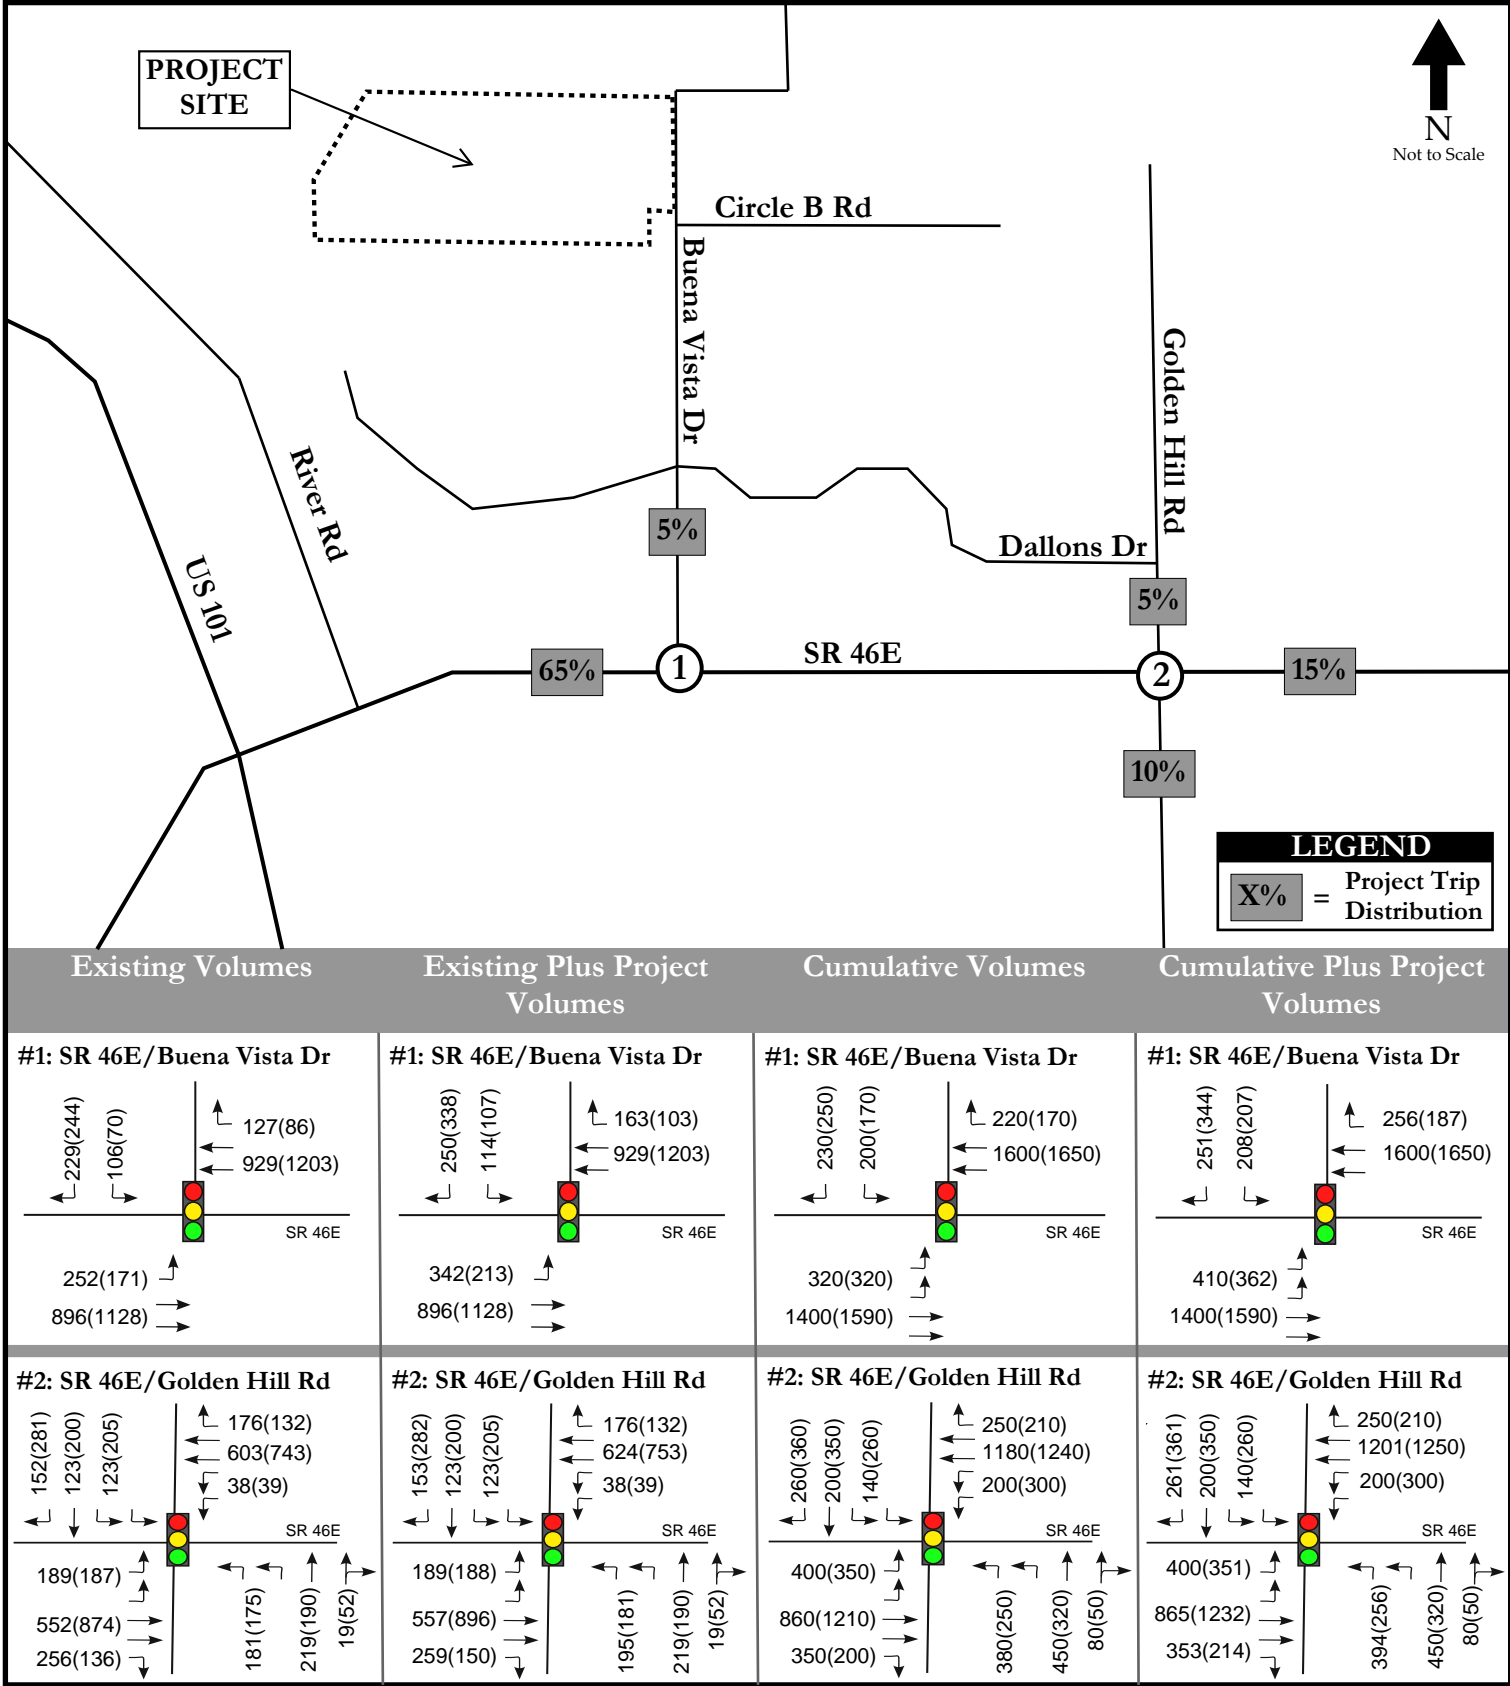 PROJECT
SITE
N
Not to Scale
Circle B Rd
Buena Vista Dr
Golden Hill Rd
River Rd
US 101
Dallons Dr
5%
5%
SR 46E
65%
1
2
15%
10%
LEGEND
X% = Project Trip
Distribution
Existing Volumes
Existing Plus Project
Volumes
Cumulative Volumes
Cumulative Plus Project
Volumes
#1: SR 46E/Buena Vista Dr
229(244)
106(70)
127(86)
929(1203)
SR 46E
252(171)
896(1128)
#1: SR 46E/Buena Vista Dr
250(338)
114(107)
163(103)
929(1203)
SR 46E
342(213)
896(1128)
#1: SR 46E/Buena Vista Dr
230(250)
200(170)
220(170)
1600(1650)
SR 46E
320(320)
1400(1590)
#1: SR 46E/Buena Vista Dr
251(344)
208(207)
256(187)
1600(1650)
SR 46E
410(362)
1400(1590)
#2: SR 46E/Golden Hill Rd
152(281)
123(200)
123(205)
176(132)
603(743)
38(39)
SR 46E
189(187)
552(874)
256(136)
181(175)
219(190)
19(52)
#2: SR 46E/Golden Hill Rd
153(282)
123(200)
123(205)
176(132)
624(753)
38(39)
SR 46E
189(188)
557(896)
259(150)
195(181)
219(190)
19(52)
#2: SR 46E/Golden Hill Rd
260(360)
200(350)
140(260)
250(210)
1180(1240)
200(300)
SR 46E
400(350)
860(1210)
350(200)
380(250)
450(320)
80(50)
#2: SR 46E/Golden Hill Rd
261(361)
200(350)
140(260)
250(210)
1201(1250)
200(300)
SR 46E
400(351)
865(1232)
353(214)
394(256)
450(320)
80(50)